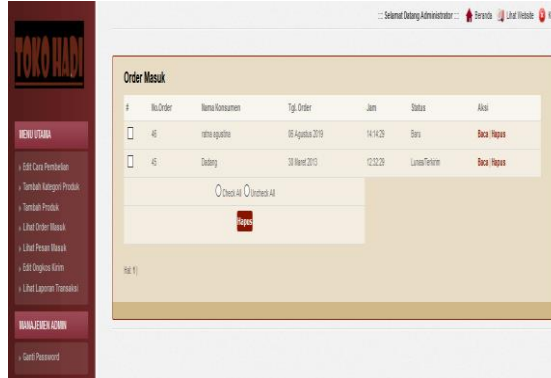 ::: Selamat Datang Administrator ::: Beranda Lihat Website
TOKO HADI
Order Masuk
# No.Order Nama Konsumen Tgl. Order Jam Status Aksi
46 ratna agustina 06 Agustus 2019 14:14:29 Baru Baca | Hapus
45 Dadang 30 Maret 2013 12:32:29 Lunas/Terkirim Baca | Hapus
Check All Uncheck All
Hapus
Hal:
MENU UTAMA
» Edit Cara Pembelian
» Tambah Kategori Produk
» Tambah Produk
» Lihat Order Masuk
» Lihat Pesan Masuk
» Edit Ongkos Kirim
» Lihat Laporan Transaksi
MANAJEMEN ADMIN
» Ganti Password